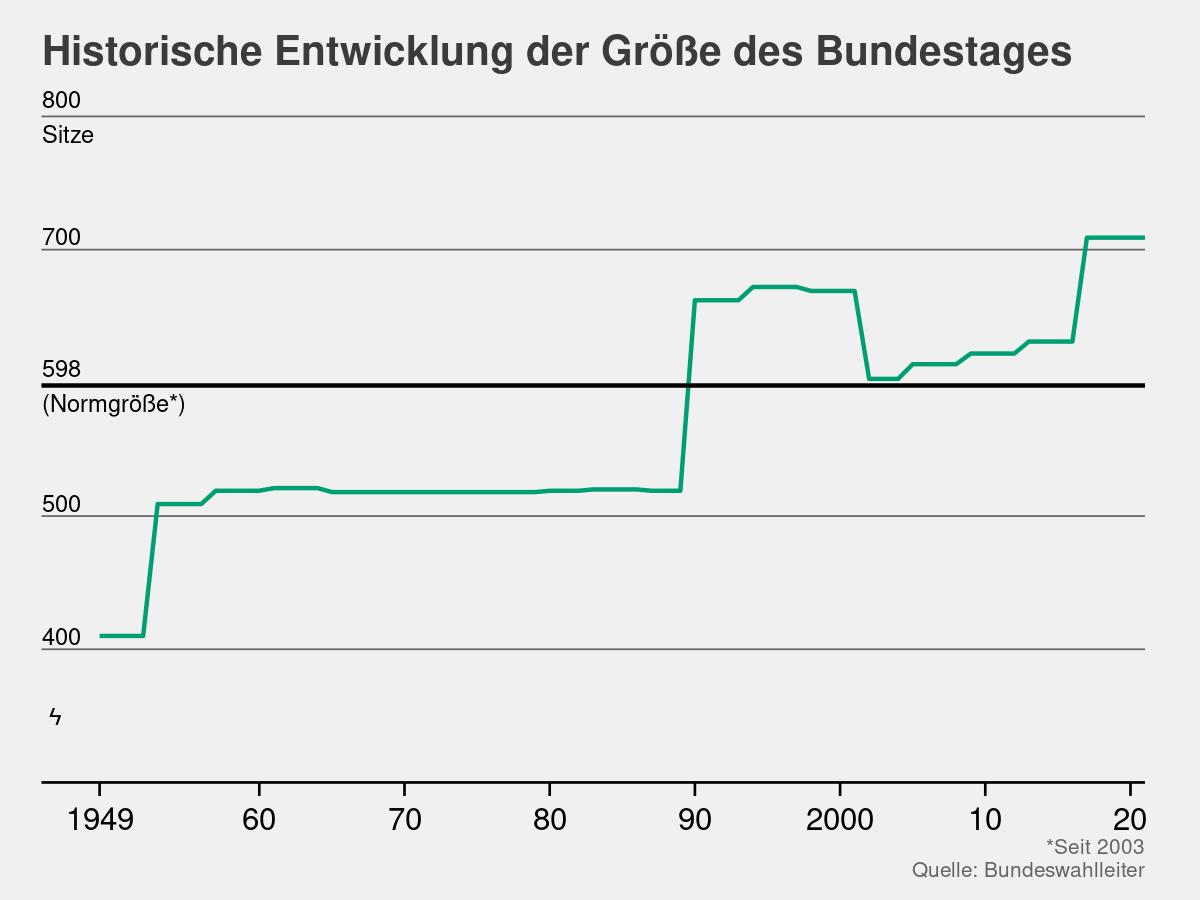 Historische Entwicklung der Größe des Bundestages
800
Sitze
700
598
(Normgröße*)
500
400
1949 60 70 80 90 2000 10 20
*Seit 2003
Quelle: Bundeswahlleiter